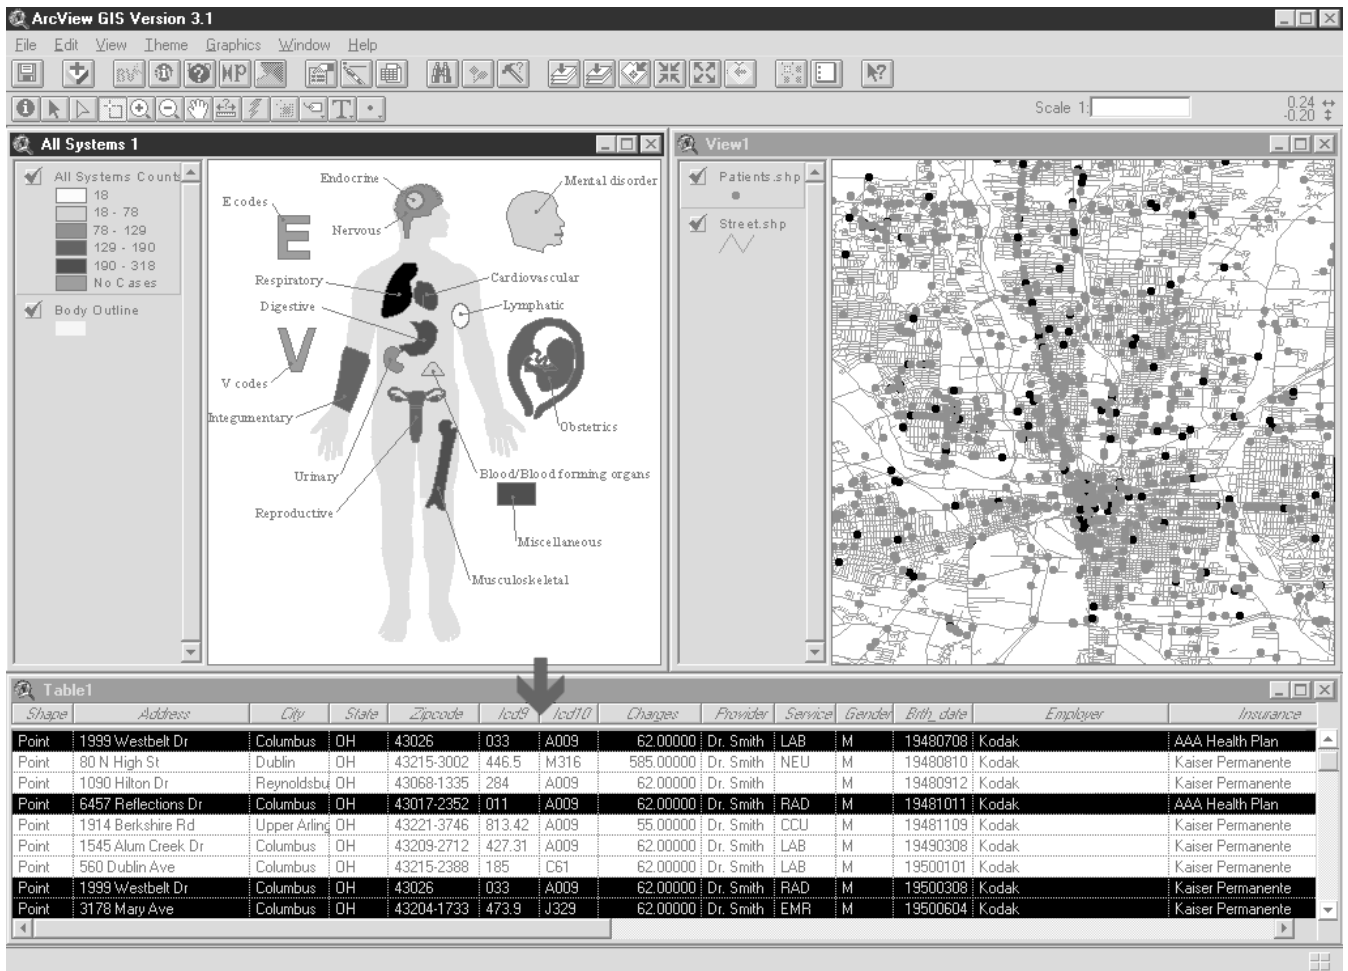 ArcView GIS Version 3.1
File Edit View Theme Graphics Window Help
Scale 1:
0.24
-0.20
All Systems 1
All Systems Counts
18
18 - 78
78 - 129
129 - 190
190 - 318
No Cases
Body Outline
Endocrine
Mental disorder
E codes
E
Nervous
Respiratory
Cardiovascular
Digestive
Lymphatic
V
V codes
Integumentary
Obstetrics
Urinary
Blood/Blood forming organs
Reproductive
Miscellaneous
Musculoskeletal
View1
Patients.shp
Street.shp
Table1
Shape Address City State Zipcode Icd9 Icd10 Charges Provider Service Gender Birth_date Employer Insurance
Point 1999 Westbelt Dr Columbus OH 43026 033 A009 62.00000 Dr. Smith LAB M 19480708 Kodak AAA Health Plan
Point 80 N High St Dublin OH 43215-3002 446.5 M316 585.00000 Dr. Smith NEU M 19480810 Kodak Kaiser Permanente
Point 1090 Hilton Dr Reynoldsbu OH 43068-1335 284 A009 62.00000 Dr. Smith M 19480912 Kodak Kaiser Permanente
Point 6457 Reflections Dr Columbus OH 43017-2352 011 A009 62.00000 Dr. Smith RAD M 19481011 Kodak AAA Health Plan
Point 1914 Berkshire Rd Upper Arling OH 43221-3746 813.42 A009 55.00000 Dr. Smith CCU M 19481109 Kodak Kaiser Permanente
Point 1545 Alum Creek Dr Columbus OH 43209-2712 427.31 A009 62.00000 Dr. Smith LAB M 19490308 Kodak Kaiser Permanente
Point 560 Dublin Ave Columbus OH 43215-2388 185 C61 62.00000 Dr. Smith LAB M 19500101 Kodak Kaiser Permanente
Point 1999 Westbelt Dr Columbus OH 43026 033 A009 62.00000 Dr. Smith RAD M 19500308 Kodak Kaiser Permanente
Point 3178 Mary Ave Columbus OH 43204-1733 473.9 J329 62.00000 Dr. Smith EMR M 19500604 Kodak Kaiser Permanente